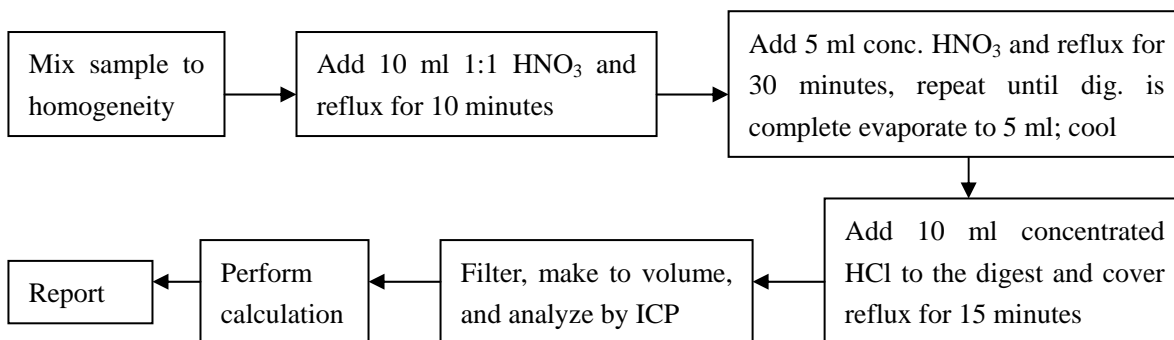 Mix sample to
homogeneity
Add 10 ml 1:1 HNO₃ and
reflux for 10 minutes
Add 5 ml conc. HNO₃ and reflux for
30 minutes, repeat until dig. is
complete evaporate to 5 ml; cool
Add 10 ml concentrated
HCl to the digest and cover
reflux for 15 minutes
Filter, make to volume,
and analyze by ICP
Perform
calculation
Report